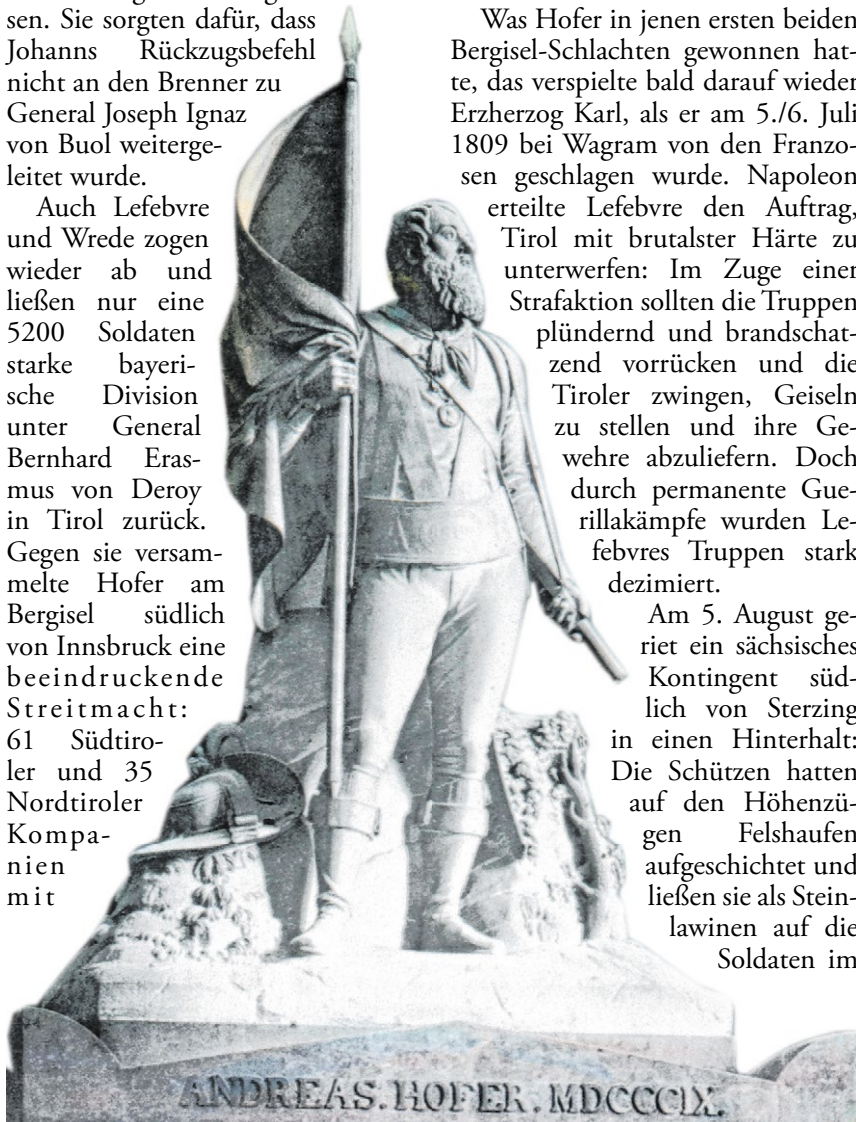 sen. Sie sorgten dafür, dass
Johanns Rückzugsbefehl
nicht an den Brenner zu
General Joseph Ignaz
von Buol weiterge-
leitet wurde.
Auch Lefebvre
und Wrede zogen
wieder ab und
ließen nur eine
5200 Soldaten
starke bayeri-
sche Division
unter General
Bernhard Eras-
mus von Deroy
in Tirol zurück.
Gegen sie versam-
melte Hofer am
Bergisel südlich
von Innsbruck eine
beeindruckende
Streitmacht:
61 Südtiro-
ler und 35
Nordtiroler
Kompa-
nien
mit
Was Hofer in jenen ersten beiden
Bergisel-Schlachten gewonnen hat-
te, das verspielte bald darauf wieder
Erzherzog Karl, als er am 5./6. Juli
1809 bei Wagram von den Franzo-
sen geschlagen wurde. Napoleon
erteilte Lefebvre den Auftrag,
Tirol mit brutalster Härte zu
unterwerfen: Im Zuge einer
Strafaktion sollten die Truppen
plündernd und brandschat-
zend vorrücken und die
Tiroler zwingen, Geiseln
zu stellen und ihre Ge-
wehre abzuliefern. Doch
durch permanente Gue-
rillakämpfe wurden Le-
febvres Truppen stark
dezimiert.
Am 5. August ge-
riet ein sächsisches
Kontingent süd-
lich von Sterzing
in einen Hinterhalt:
Die Schützen hatten
auf den Höhenzü-
gen Felshaufen
aufgeschichtet und
ließen sie als Stein-
lawinen auf die
Soldaten im
ANDREAS.HOFER.MDCCCIX.